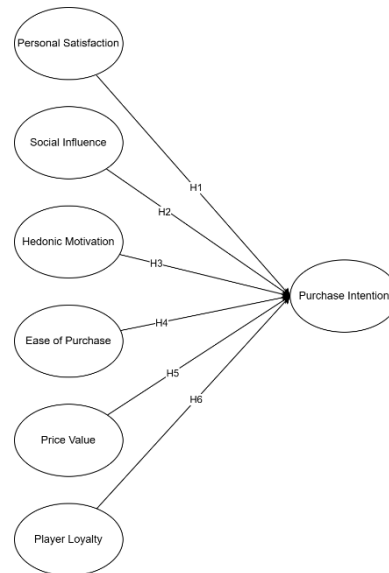 Personal Satisfaction
H1
Social Influence
H2
Hedonic Motivation
H3
Purchase Intention
Ease of Purchase
H4
H5
Price Value
H6
Player Loyalty